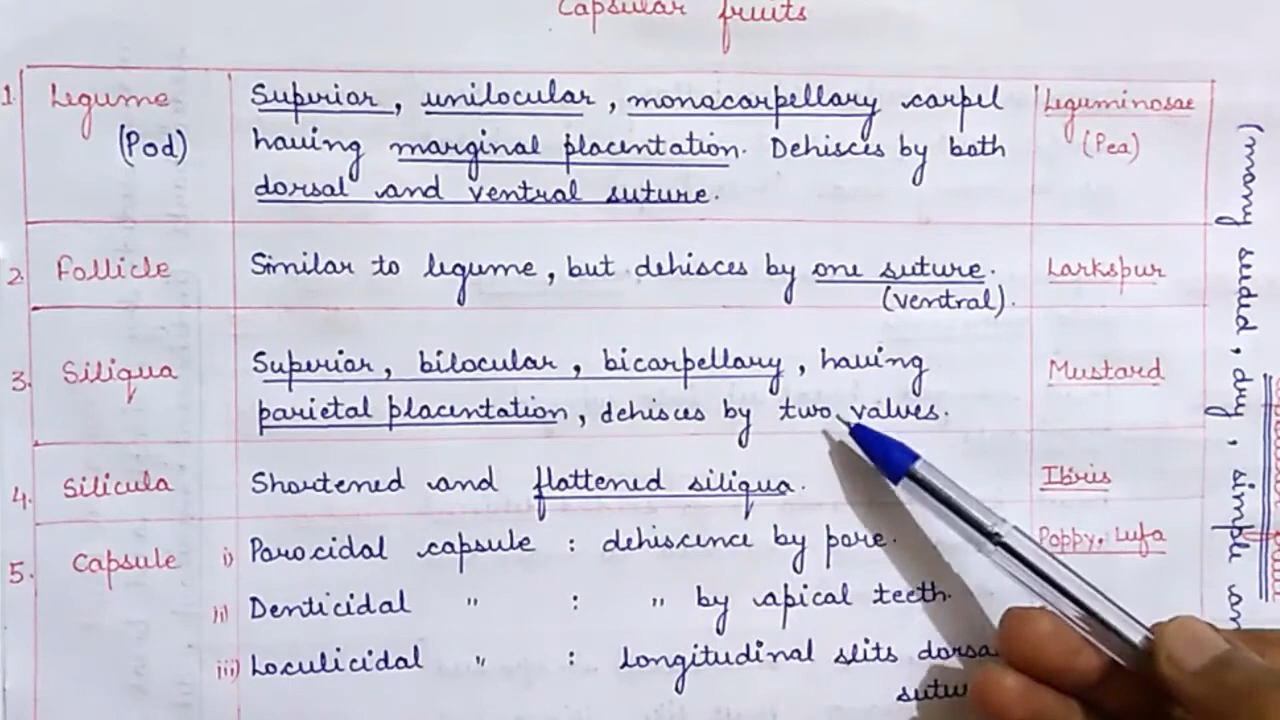 Capsular fruits
1. Legume (Pod)
Superior, unilocular, monocarpellary carpel
having marginal placentation. Dehisces by both
dorsal and ventral suture.
Leguminosae
(Pea)
2. Follicle
Similar to legume, but dehisces by one suture.
(ventral).
Larkspur
3. Siliqua
Superior, bilocular, bicarpellary, having
parietal placentation, dehisces by two valves.
Mustard
4. Silicula
Shortened and flattened siliqua.
Ibiris
5. Capsule
i) Porocidal capsule : dehiscence by pore.
Poppy, Lufa
ii) Denticidal " : " by apical teeth.
iii) Loculicidal " : Longitudinal slits dorsa
sutu
(many seeded, dry, simple